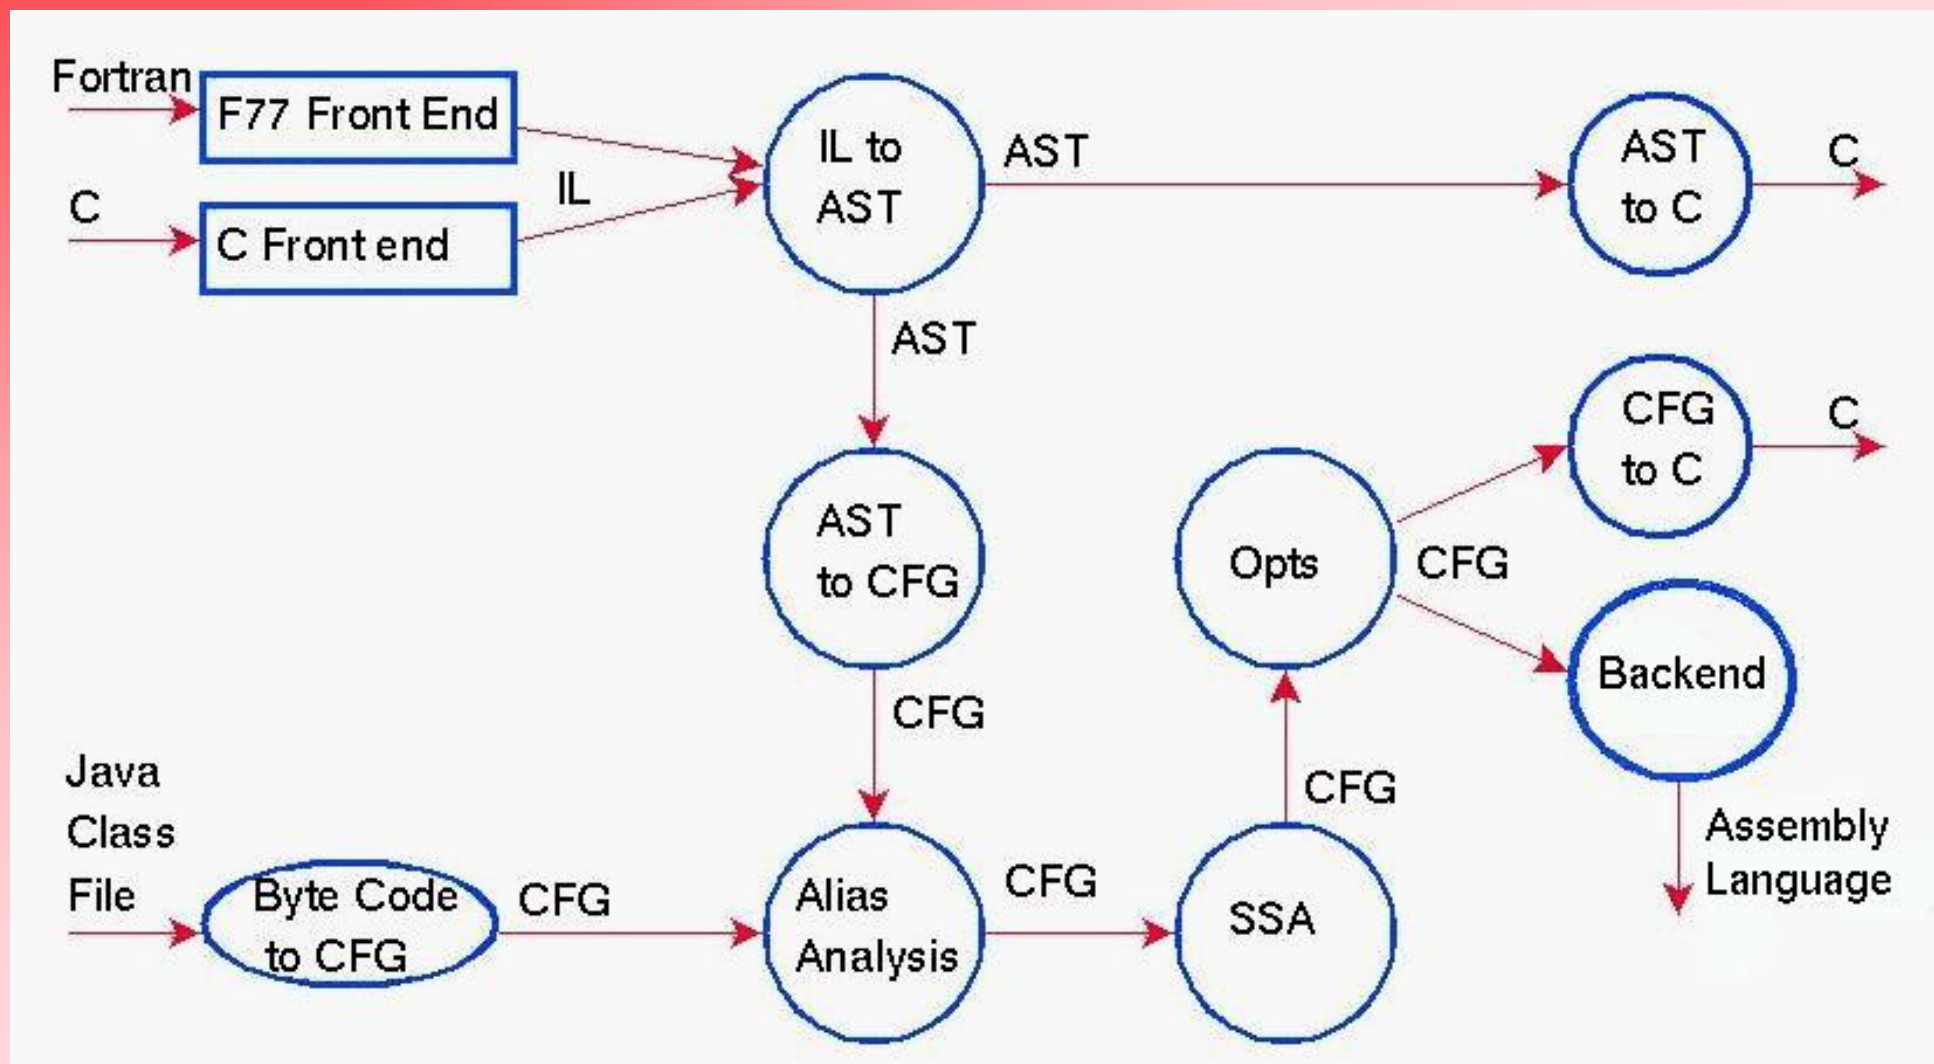 Fortran
F77 Front End
IL to
AST
AST
AST
to C
C
C
C Front end
IL
AST
AST
to CFG
CFG
Opts
CFG
CFG
to C
C
Backend
Assembly
Language
CFG
Java
Class
File
Byte Code
to CFG
CFG
Alias
Analysis
CFG
SSA